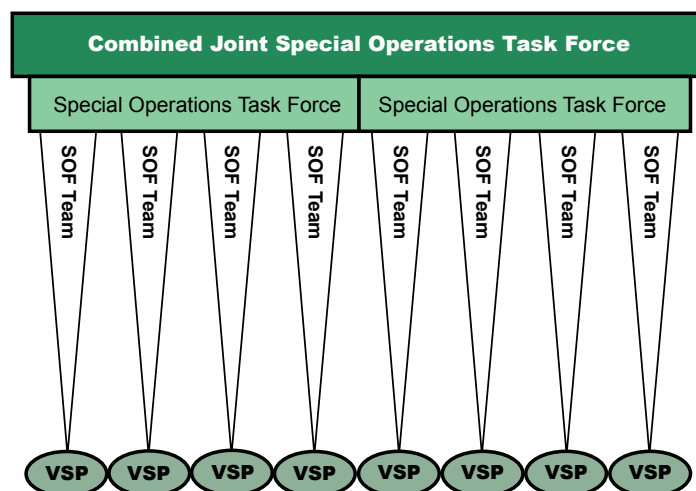 Combined Joint Special Operations Task Force
Special Operations Task Force
Special Operations Task Force
SOF Team
SOF Team
SOF Team
SOF Team
SOF Team
SOF Team
SOF Team
SOF Team
VSP
VSP
VSP
VSP
VSP
VSP
VSP
VSP